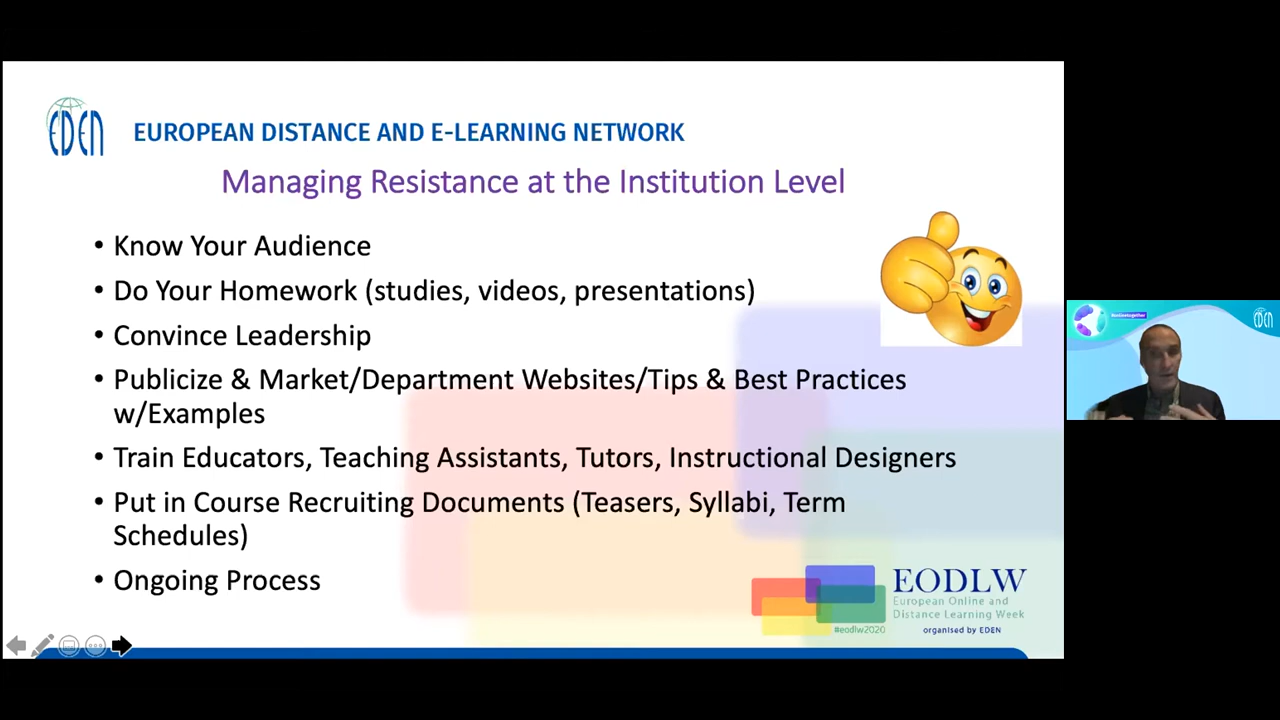 EDEN
EUROPEAN DISTANCE AND E-LEARNING NETWORK
Managing Resistance at the Institution Level
• Know Your Audience
• Do Your Homework (studies, videos, presentations)
• Convince Leadership
• Publicize & Market/Department Websites/Tips & Best Practices
w/Examples
• Train Educators, Teaching Assistants, Tutors, Instructional Designers
• Put in Course Recruiting Documents (Teasers, Syllabi, Term
Schedules)
• Ongoing Process
EODLW
European Online and
Distance Learning Week
#eodlw2020
organised by EDEN
EDEN